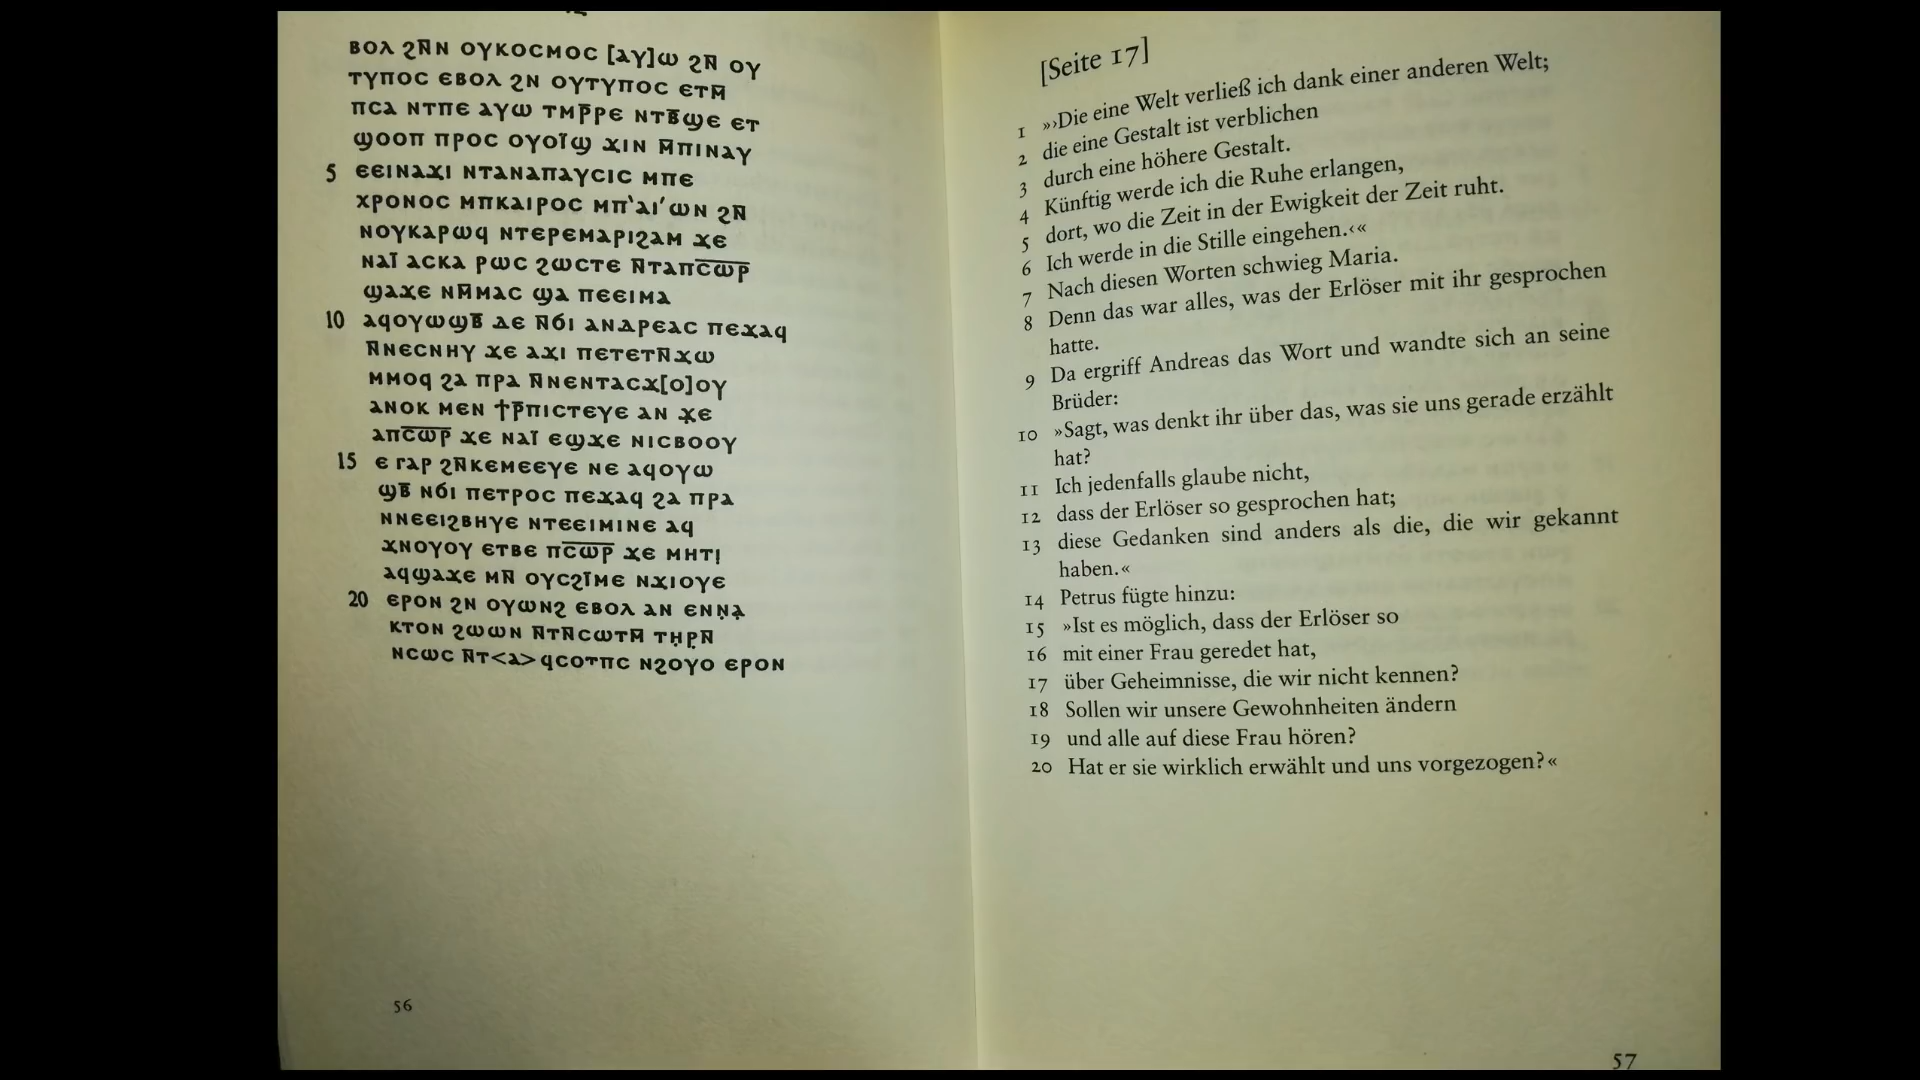 ⲃⲟⲗ ϩⲛ̄ⲛ ⲟⲩⲕⲟⲥⲙⲟⲥ [ⲁⲩ]ⲱ ϩⲛ̄ ⲟⲩ
ⲧⲩⲡⲟⲥ ⲉⲃⲟⲗ ϩⲛ ⲟⲩⲧⲩⲡⲟⲥ ⲉⲧⲙ̄
ⲡⲥⲁ ⲛⲧⲡⲉ ⲁⲩⲱ ⲧⲙⲣ̄ⲣⲉ ⲛⲧⲃ̄ϣⲉ ⲉⲧ
ϣⲟⲟⲡ ⲡⲣⲟⲥ ⲟⲩⲟⲓ̈ϣ ϫⲓⲛ ⲙ̄ⲡⲓⲛⲁⲩ
5 ⲉⲉⲓⲛⲁϫⲓ ⲛⲧⲁⲛⲁⲡⲁⲩⲥⲓⲥ ⲙⲡⲉ
ⲭⲣⲟⲛⲟⲥ ⲙⲡⲕⲁⲓⲣⲟⲥ ⲙⲡ`ⲁⲓ´ⲱⲛ ϩⲛ̄
ⲛⲟⲩⲕⲁⲣⲱϥ ⲛⲧⲉⲣⲉⲙⲁⲣⲓϩⲁⲙ ϫⲉ
ⲛⲁⲓ̈ ⲁⲥⲕⲁ ⲣⲱⲥ ϩⲱⲥⲧⲉ ⲛ̄ⲧⲁⲡⲥ̅ⲱ̅ⲣ̅
ϣⲁϫⲉ ⲛⲙ̄ⲙⲁⲥ ϣⲁ ⲡⲉⲉⲓⲙⲁ
10 ⲁϥⲟⲩⲱϣⲃ̄ ⲇⲉ ⲛ̄ϭⲓ ⲁⲛⲇⲣⲉⲁⲥ ⲡⲉϫⲁϥ
ⲛ̄ⲛⲉⲥⲛⲏⲩ ϫⲉ ⲁϫⲓ ⲡⲉⲧⲉⲧⲛ̄ϫⲱ
ⲙⲙⲟϥ ϩⲁ ⲡⲣⲁ ⲛ̄ⲛⲉⲛⲧⲁⲥϫ[ⲟ]ⲟⲩ
ⲁⲛⲟⲕ ⲙⲉⲛ ϯⲣ̄ⲡⲓⲥⲧⲉⲩⲉ ⲁⲛ ϫ̣ⲉ
ⲁⲡⲥ̅ⲱ̅ⲣ̅ ϫⲉ ⲛⲁⲓ̈ ⲉϣϫⲉ ⲛⲓⲥⲃⲟⲟⲩ
15 ⲉ ⲅⲁⲣ ϩⲛ̄ⲕⲉⲙⲉⲉⲩⲉ ⲛⲉ ⲁϥⲟⲩⲱ
ϣⲃ̄ ⲛϭⲓ ⲡⲉⲧⲣⲟⲥ ⲡⲉϫⲁϥ ϩⲁ ⲡⲣⲁ
ⲛⲛⲉⲉⲓϩⲃⲏⲩⲉ ⲛⲧⲉⲉⲓⲙⲓⲛⲉ ⲁϥ
ϫⲛⲟⲩⲟⲩ ⲉⲧⲃⲉ ⲡⲥ̅ⲱ̅ⲣ̅ ϫⲉ ⲙⲏⲧⲓ̣
ⲁϥϣⲁϫⲉ ⲙⲛ̄ ⲟⲩⲥϩⲓ̈ⲙⲉ ⲛϫⲓⲟⲩⲉ
20 ⲉⲣⲟⲛ ϩⲛ ⲟⲩⲱⲛϩ ⲉⲃⲟⲗ ⲁⲛ ⲉⲛⲛ̣ⲁ̣
ⲕⲧⲟⲛ ϩⲱⲱⲛ ⲛ̄ⲧⲛ̄ⲥⲱⲧⲙ̄ ⲧⲏ̣ⲣ̣ⲛ̄
ⲛⲥⲱⲥ ⲛ̄ⲧ<ⲁ>ϥⲥⲟⲧⲡⲥ ⲛϩⲟⲩⲟ ⲉⲣⲟⲛ
56
[Seite 17]
1 »›Die eine Welt verließ ich dank einer anderen Welt;
2 die eine Gestalt ist verblichen
3 durch eine höhere Gestalt.
4 Künftig werde ich die Ruhe erlangen,
5 dort, wo die Zeit in der Ewigkeit der Zeit ruht.
6 Ich werde in die Stille eingehen.‹«
7 Nach diesen Worten schwieg Maria.
8 Denn das war alles, was der Erlöser mit ihr gesprochen
hatte.
9 Da ergriff Andreas das Wort und wandte sich an seine
Brüder:
10 »Sagt, was denkt ihr über das, was sie uns gerade erzählt
hat?
11 Ich jedenfalls glaube nicht,
12 dass der Erlöser so gesprochen hat;
13 diese Gedanken sind anders als die, die wir gekannt
haben.«
14 Petrus fügte hinzu:
15 »Ist es möglich, dass der Erlöser so
16 mit einer Frau geredet hat,
17 über Geheimnisse, die wir nicht kennen?
18 Sollen wir unsere Gewohnheiten ändern
19 und alle auf diese Frau hören?
20 Hat er sie wirklich erwählt und uns vorgezogen?«
57